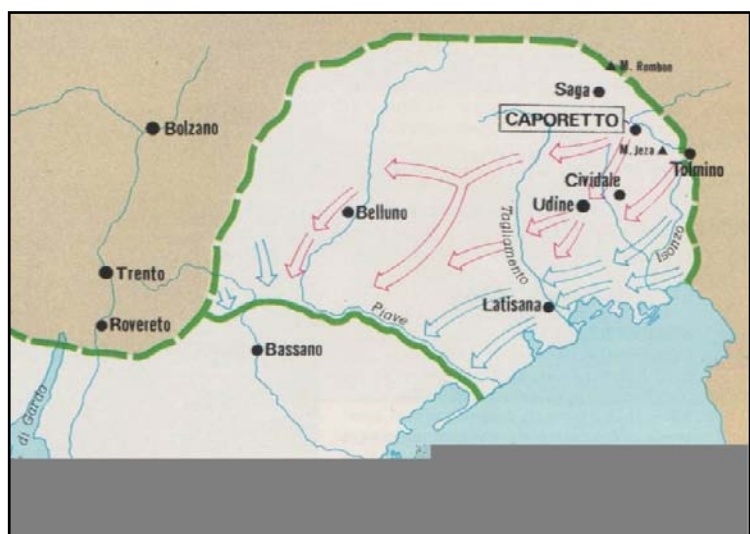 M. Rombon
Saga
CAPORETTO
Bolzano
M. Jeza
Tolmino
Cividale
Udine
Belluno
Tagliamento
Isonzo
Trento
Piave
Latisana
Rovereto
Bassano
di Garda